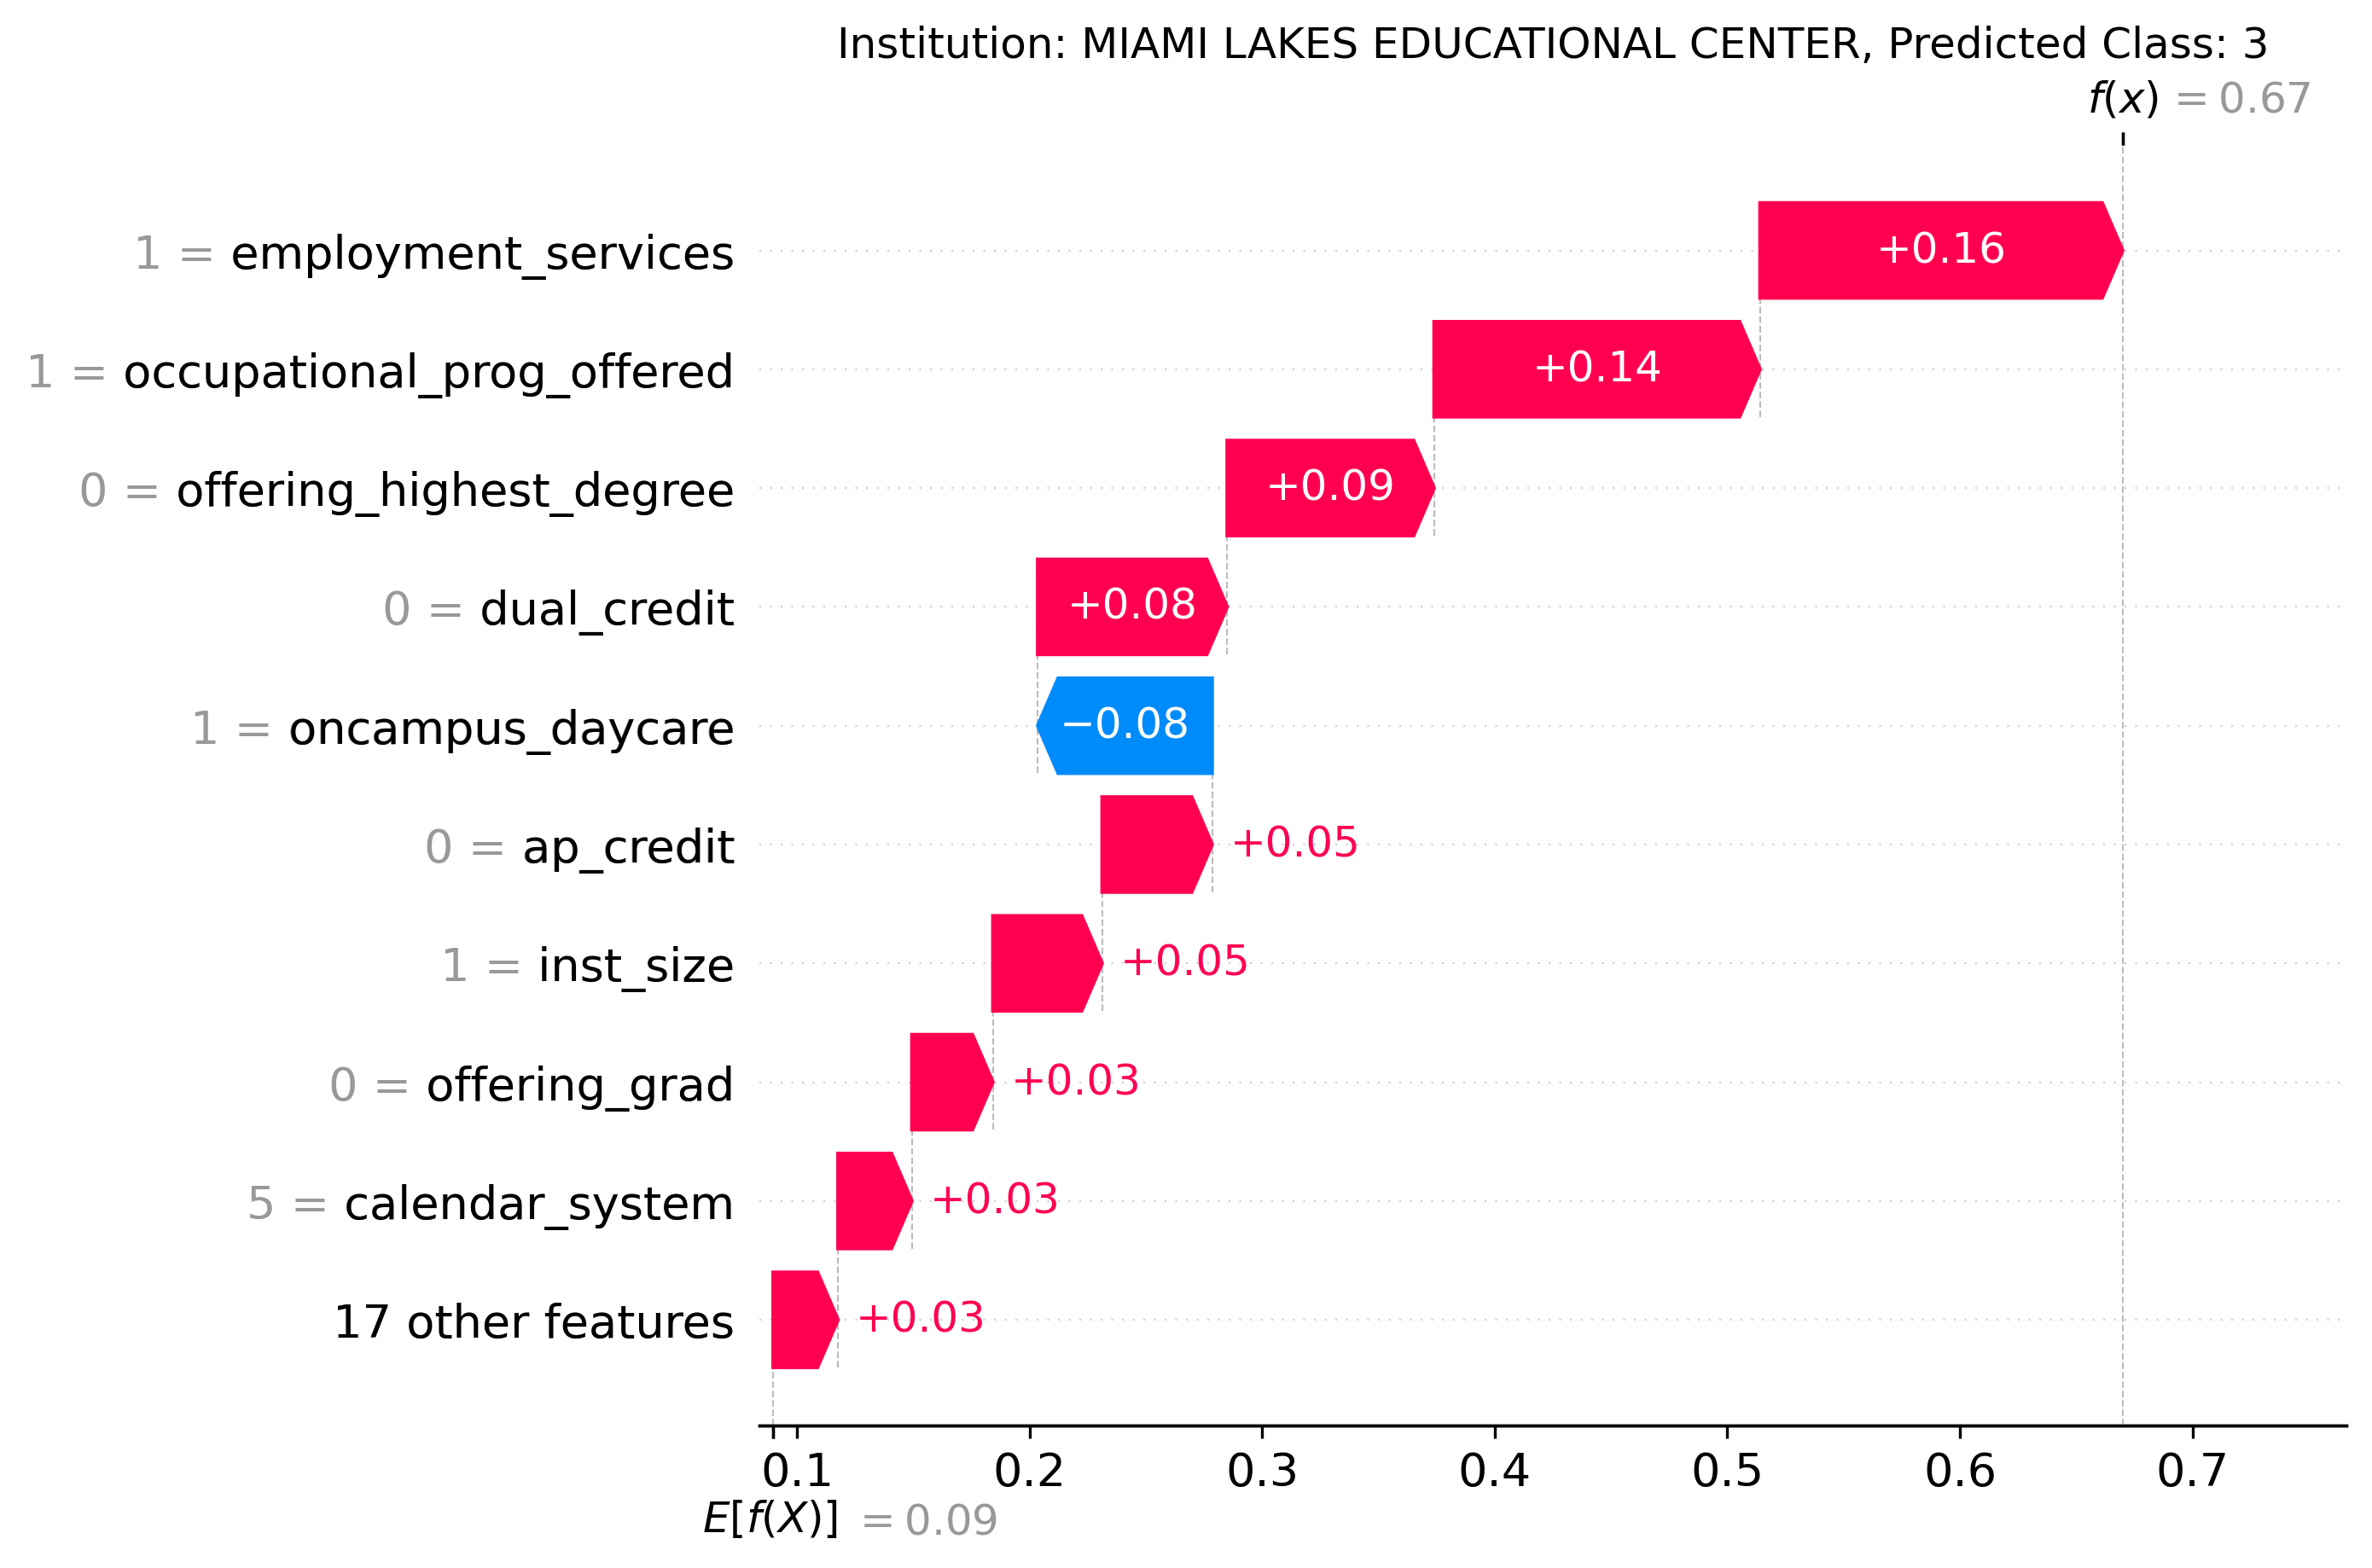 Institution: MIAMI LAKES EDUCATIONAL CENTER, Predicted Class: 3
f(x) = 0.67
1 = employment_services +0.16
1 = occupational_prog_offered +0.14
0 = offering_highest_degree +0.09
0 = dual_credit +0.08
1 = oncampus_daycare −0.08
0 = ap_credit +0.05
1 = inst_size +0.05
0 = offering_grad +0.03
5 = calendar_system +0.03
17 other features +0.03
0.1 0.2 0.3 0.4 0.5 0.6 0.7
E[f(X)] = 0.09